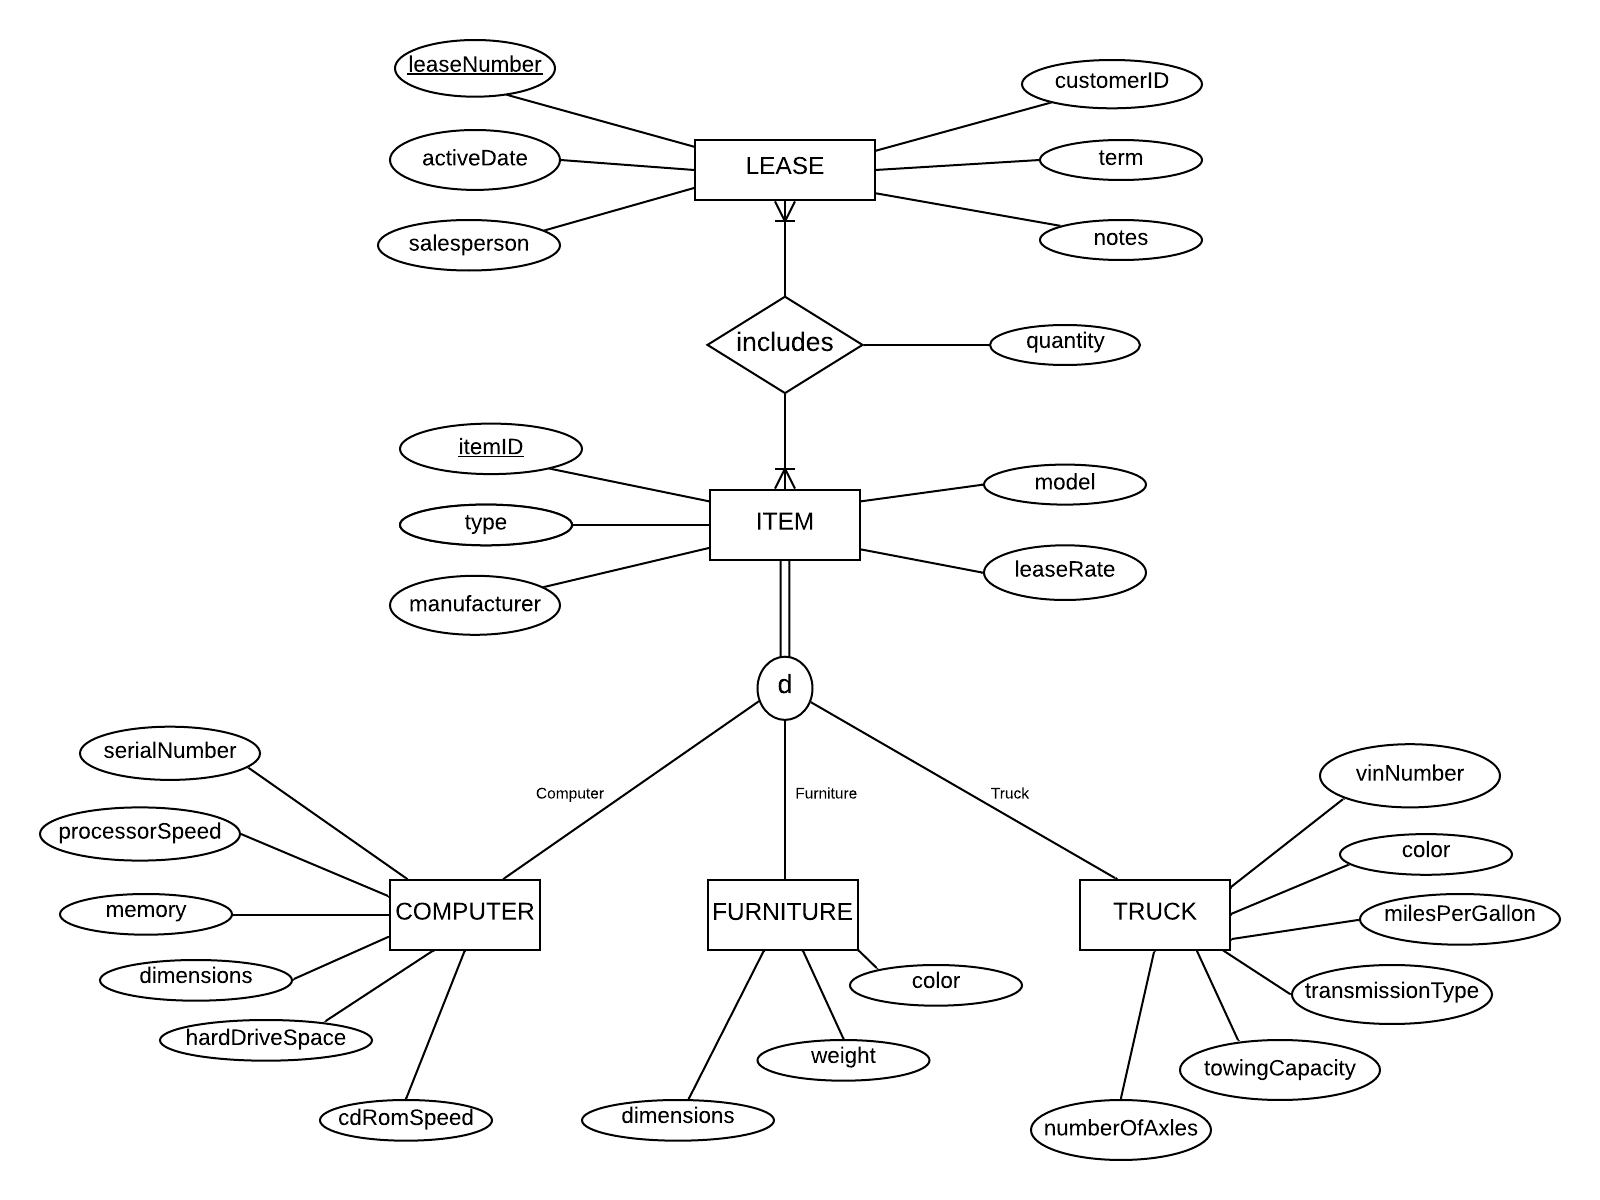 leaseNumber
customerID
activeDate
LEASE
term
salesperson
notes
includes
quantity
itemID
model
type
ITEM
leaseRate
manufacturer
d
serialNumber
Computer
Furniture
Truck
vinNumber
processorSpeed
color
memory
COMPUTER
FURNITURE
TRUCK
milesPerGallon
dimensions
color
transmissionType
hardDriveSpace
weight
towingCapacity
cdRomSpeed
dimensions
numberOfAxles